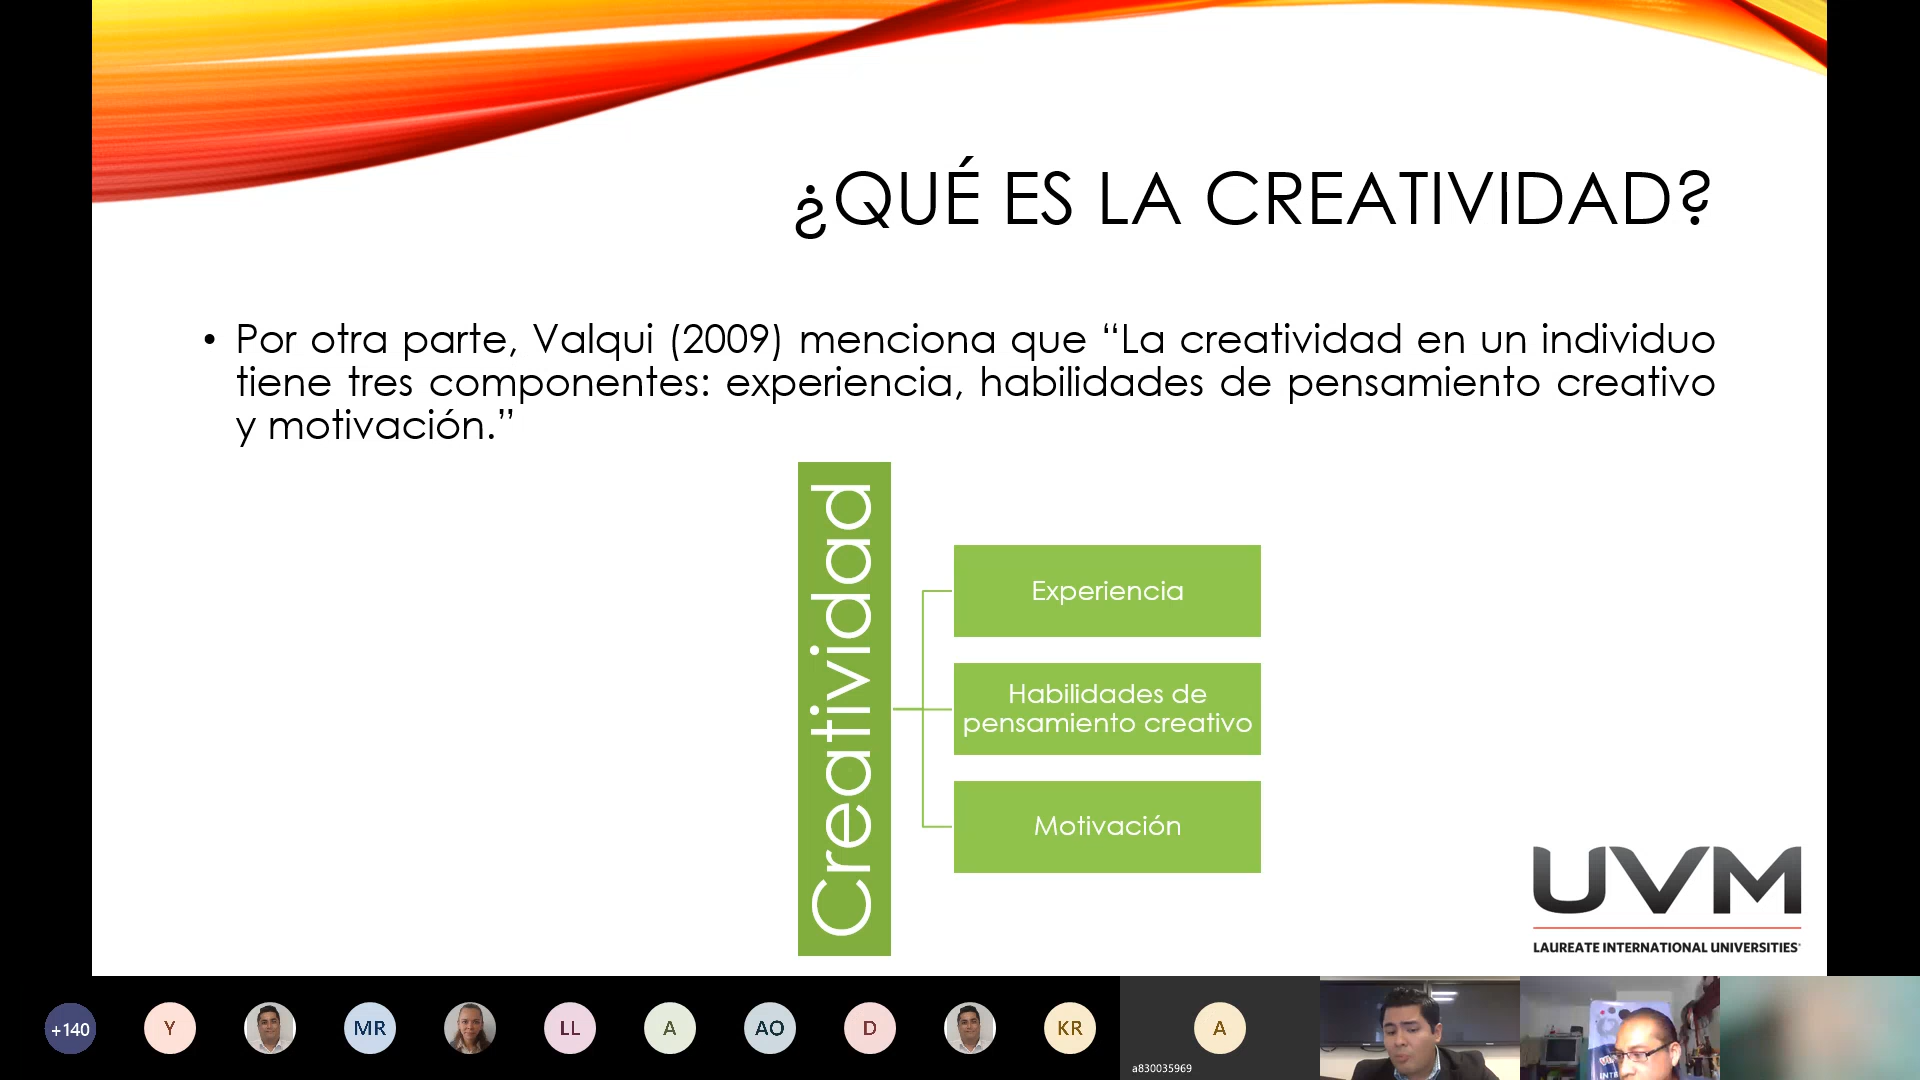 ¿QUÉ ES LA CREATIVIDAD?
• Por otra parte, Valqui (2009) menciona que “La creatividad en un individuo
tiene tres componentes: experiencia, habilidades de pensamiento creativo
y motivación.”
Creatividad
Experiencia
Habilidades de
pensamiento creativo
Motivación
UVM
LAUREATE INTERNATIONAL UNIVERSITIES
+140
Y
MR
LL
A
AO
D
KR
A
a830035969